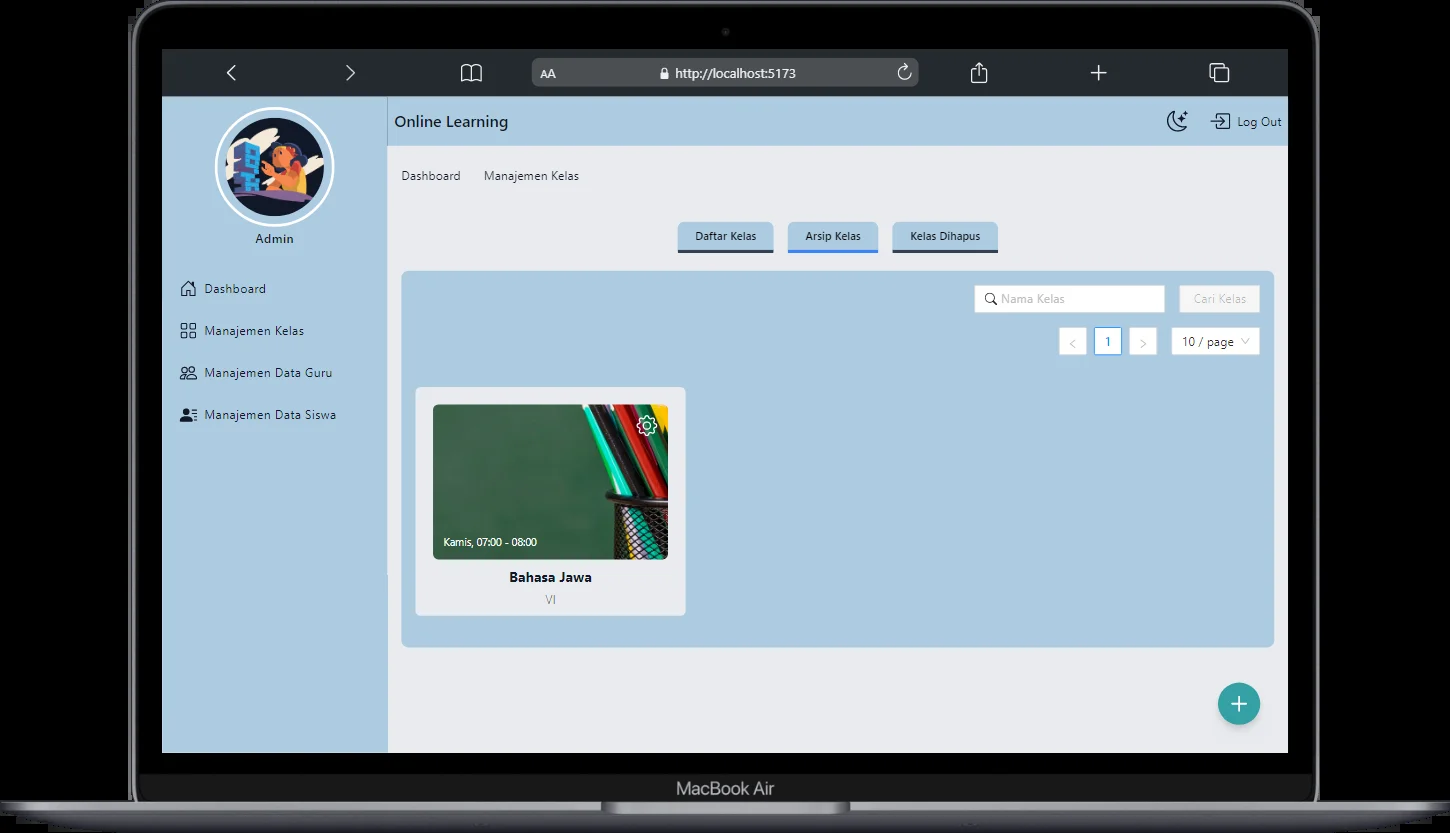 AA
http://localhost:5173
Online Learning
Log Out
Admin
Dashboard
Manajemen Kelas
Manajemen Data Guru
Manajemen Data Siswa
Dashboard
Manajemen Kelas
Daftar Kelas
Arsip Kelas
Kelas Dihapus
Nama Kelas
Cari Kelas
1
10 / page
Kamis, 07:00 - 08:00
Bahasa Jawa
VI
MacBook Air